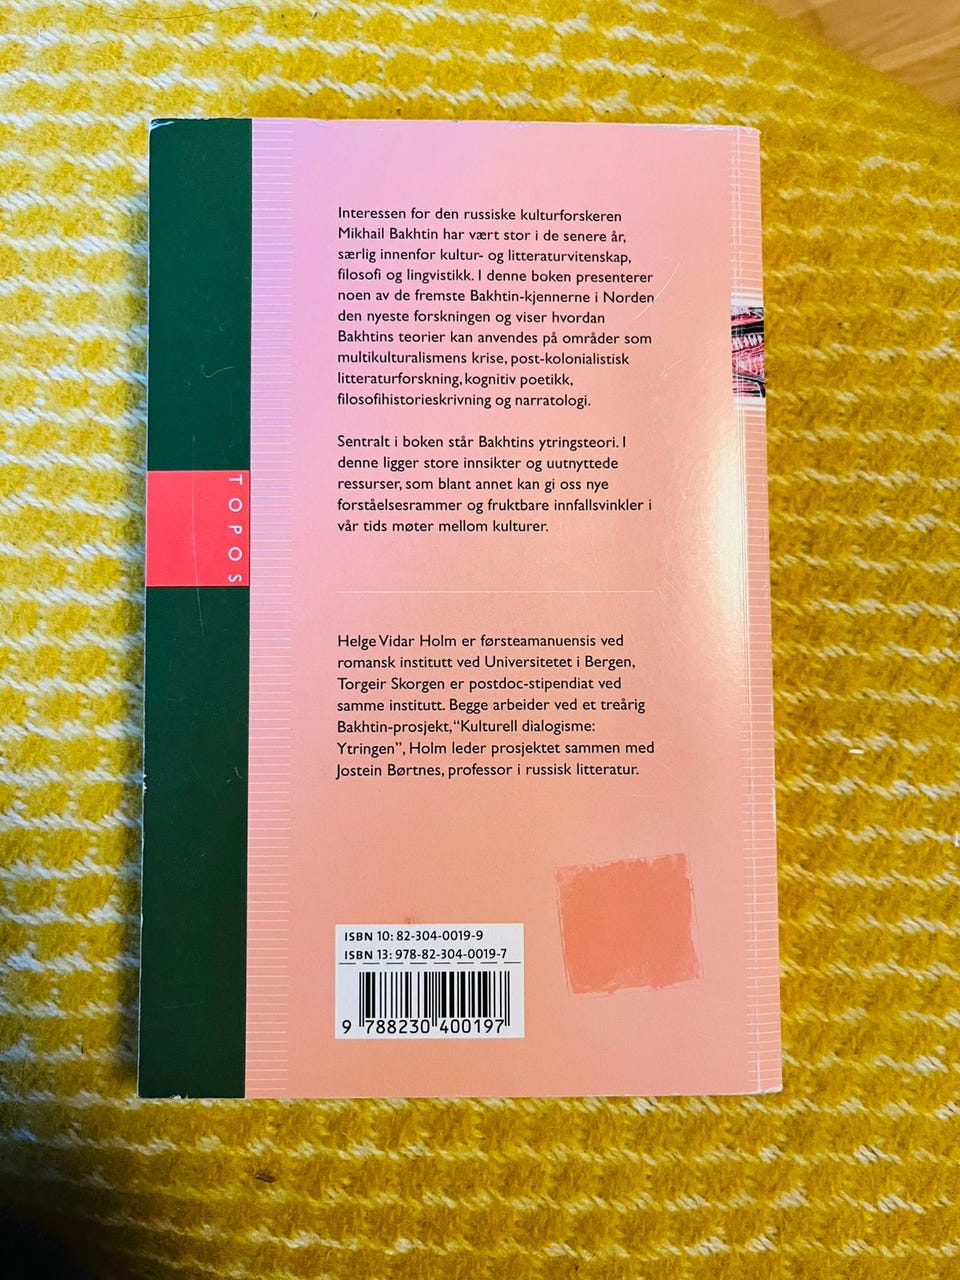 Interessen for den russiske kulturforskeren
Mikhail Bakhtin har vært stor i de senere år,
særlig innenfor kultur- og litteraturvitenskap,
filosofi og lingvistikk. I denne boken presenterer
noen av de fremste Bakhtin-kjennerne i Norden
den nyeste forskningen og viser hvordan
Bakhtins teorier kan anvendes på områder som
multikulturalismens krise, post-kolonialistisk
litteraturforskning, kognitiv poetikk,
filosofihistorieskrivning og narratologi.
Sentralt i boken står Bakhtins ytringsteori. I
denne ligger store innsikter og uutnyttede
ressurser, som blant annet kan gi oss nye
forståelsesrammer og fruktbare innfallsvinkler i
vår tids møter mellom kulturer.
TOPOS
Helge Vidar Holm er førsteamanuensis ved
romansk institutt ved Universitetet i Bergen,
Torgeir Skorgen er postdoc-stipendiat ved
samme institutt. Begge arbeider ved et treårig
Bakhtin-prosjekt, “Kulturell dialogisme:
Ytringen”, Holm leder prosjektet sammen med
Jostein Børtnes, professor i russisk litteratur.
ISBN 10: 82-304-0019-9
ISBN 13: 978-82-304-0019-7
9 788230 400197